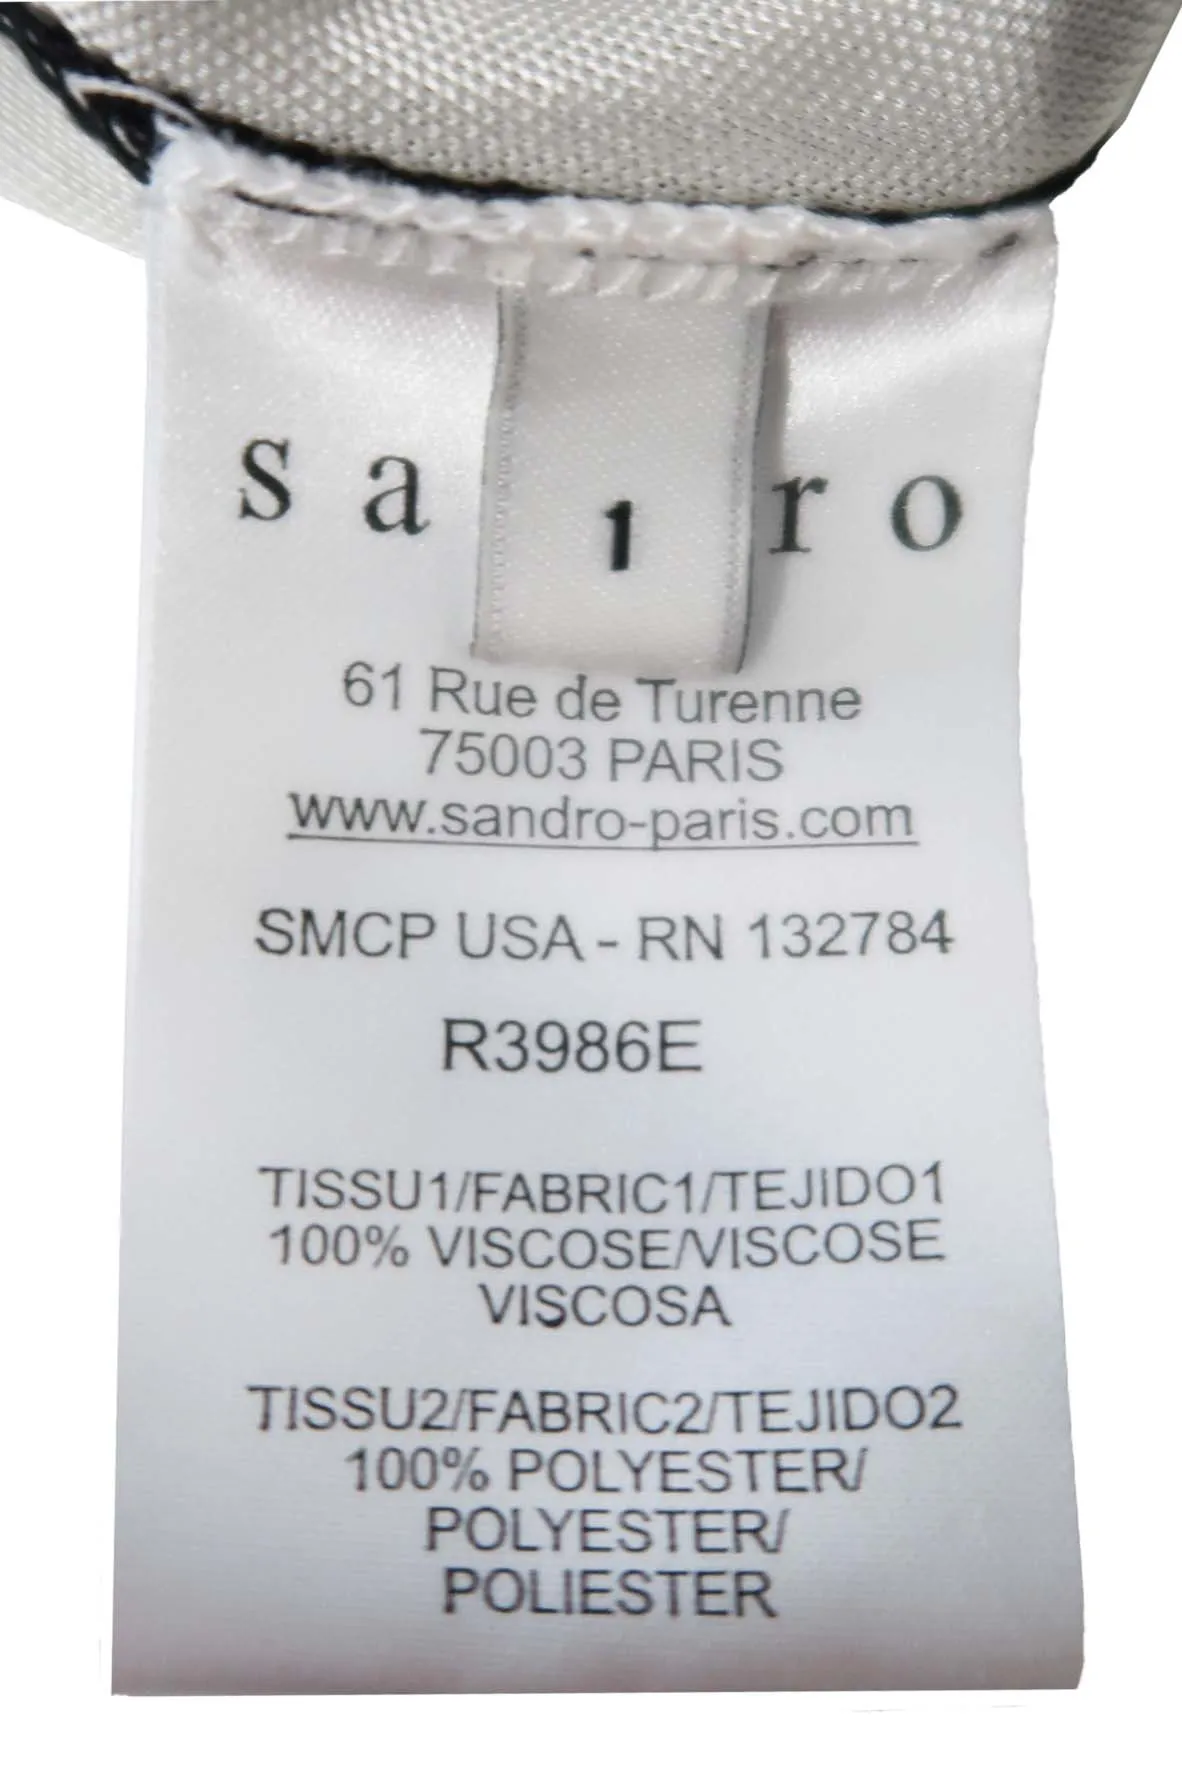 sa ro
1
61 Rue de Turenne
75003 PARIS
www.sandro-paris.com
SMCP USA - RN 132784
R3986E
TISSU1/FABRIC1/TEJIDO1
100% VISCOSE/VISCOSE
VISCOSA
TISSU2/FABRIC2/TEJIDO2
100% POLYESTER/
POLYESTER/
POLIESTER